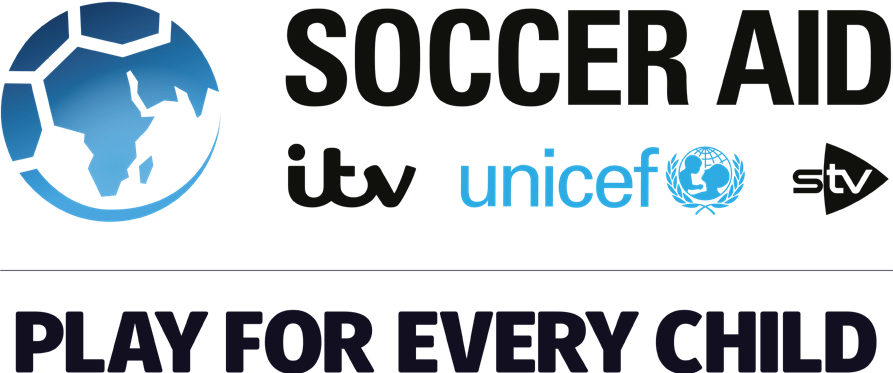 SOCCER AID
itv unicef stv
PLAY FOR EVERY CHILD